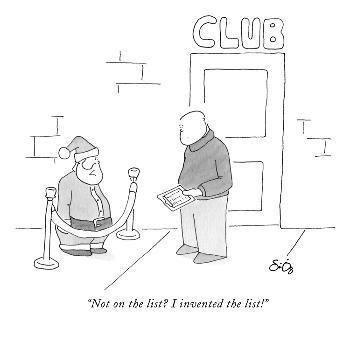 CLUB
“Not on the list? I invented the list!”